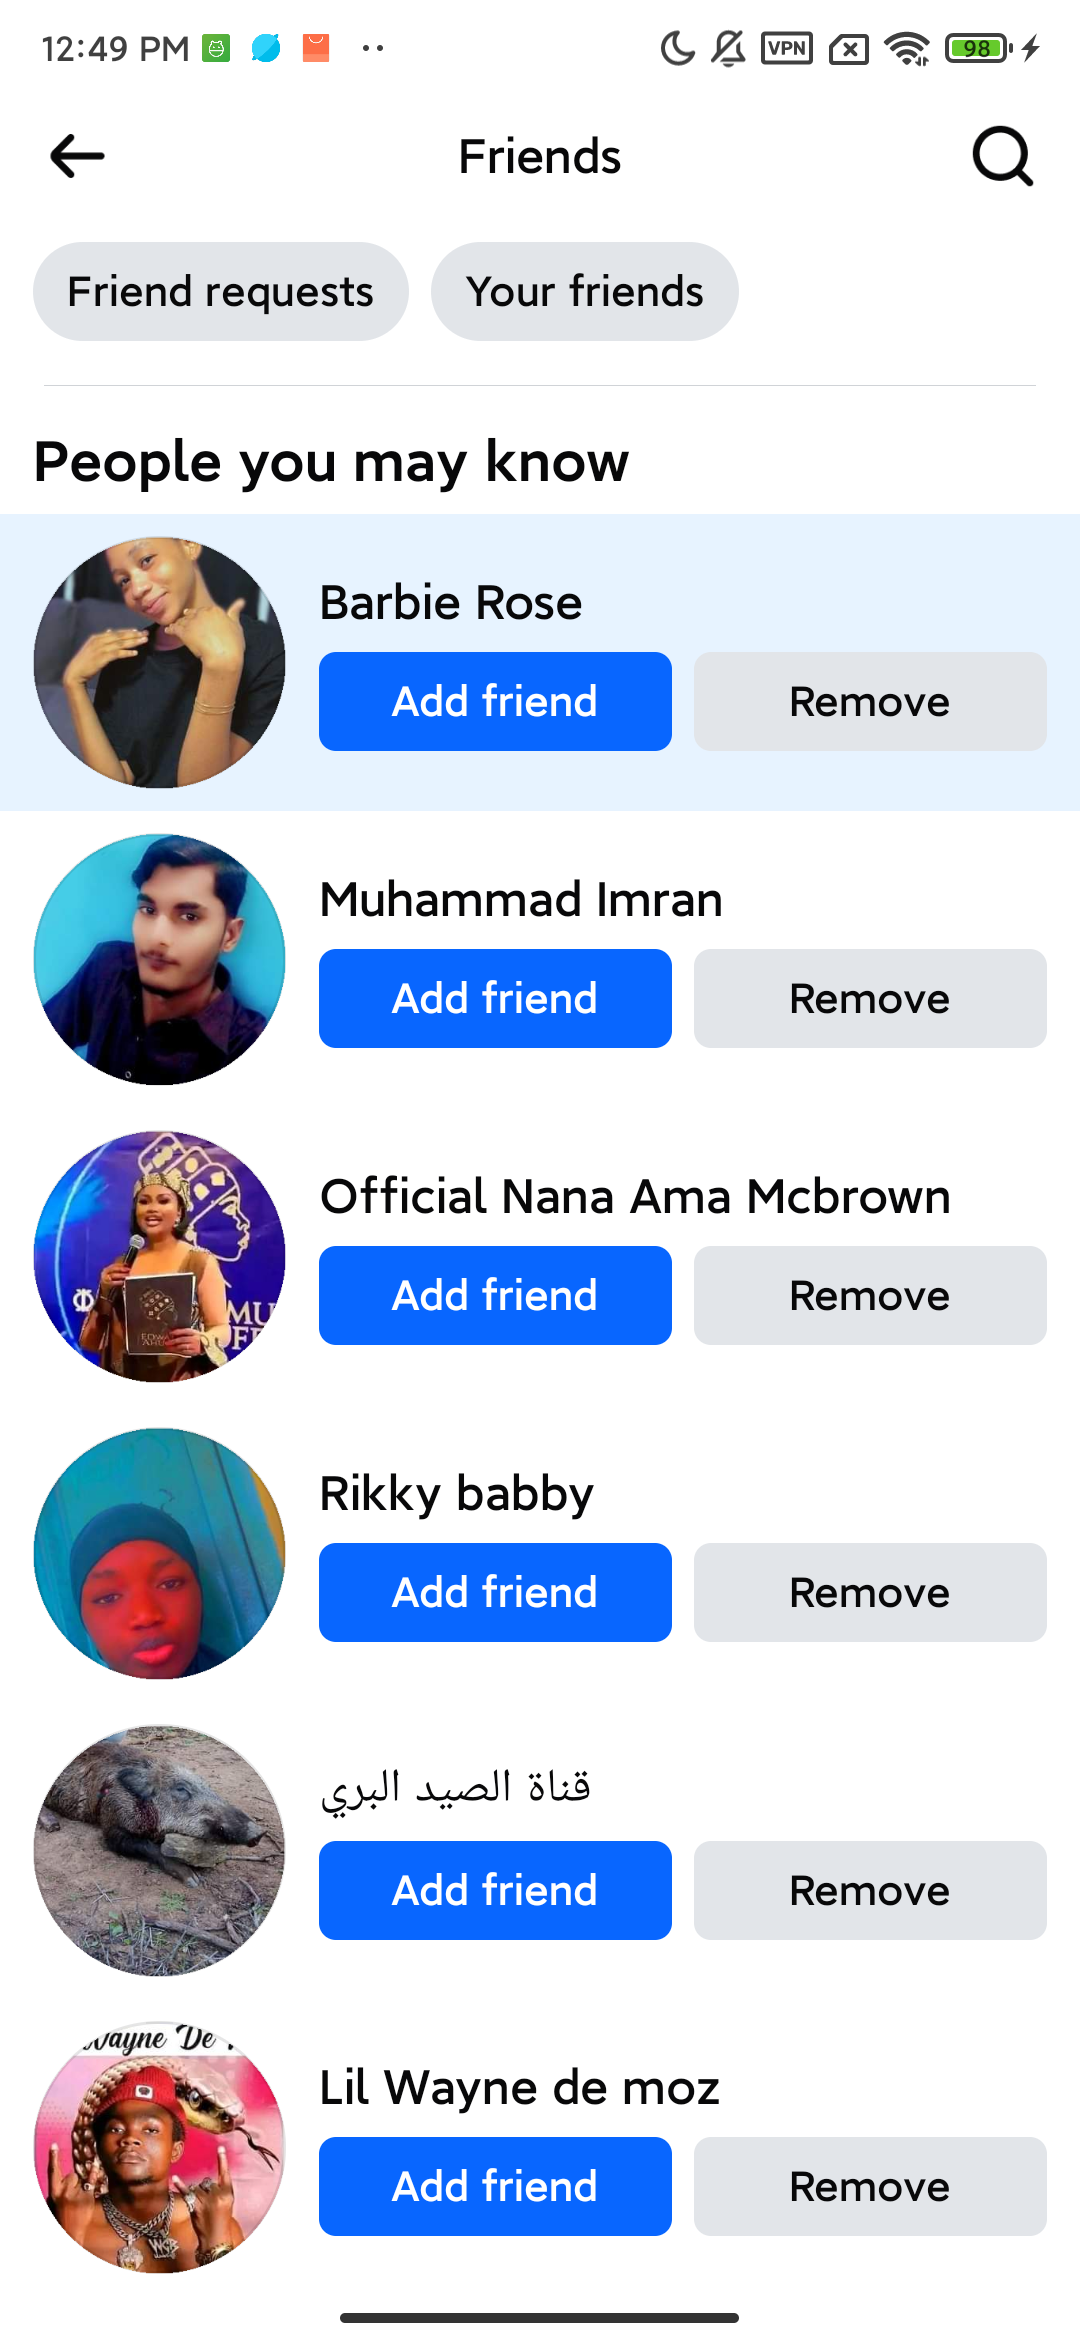 12:49 PM
VPN
98
Friends
Friend requests
Your friends
People you may know
Barbie Rose
Add friend
Remove
Muhammad Imran
Add friend
Remove
Official Nana Ama Mcbrown
Add friend
Remove
Rikky babby
Add friend
Remove
قناة الصيد البري
Add friend
Remove
Wayne De
Lil Wayne de moz
Add friend
Remove